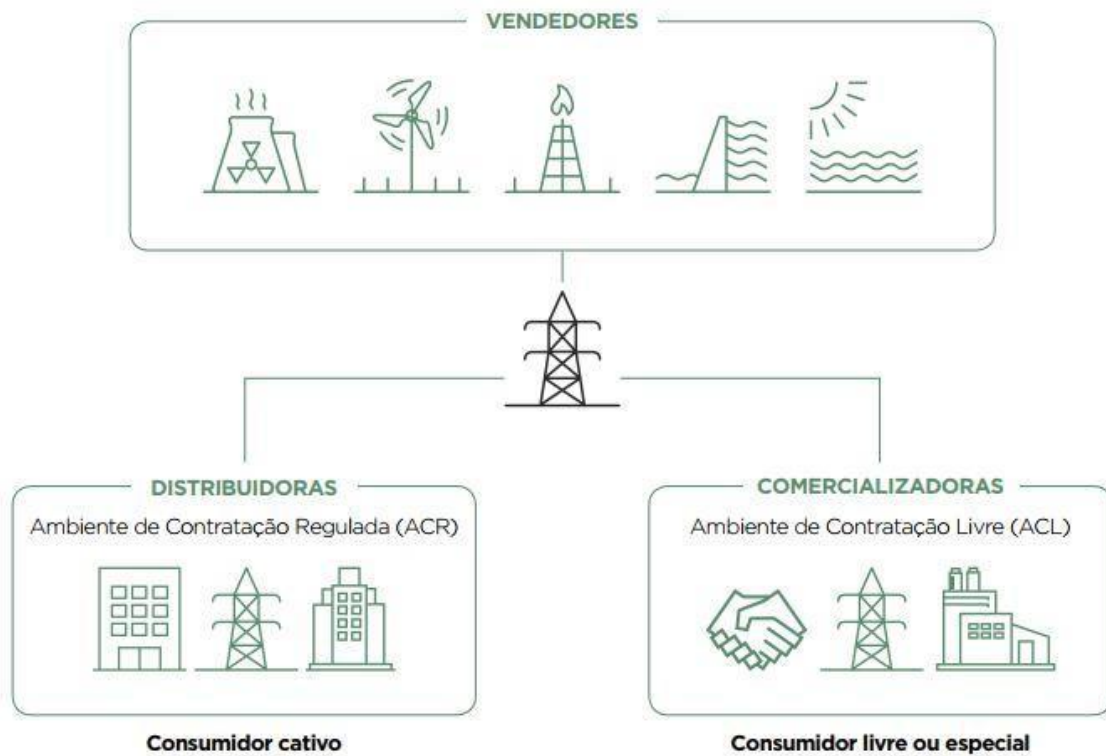 VENDEDORES
DISTRIBUIDORAS
Ambiente de Contratação Regulada (ACR)
Consumidor cativo
COMERCIALIZADORAS
Ambiente de Contratação Livre (ACL)
Consumidor livre ou especial